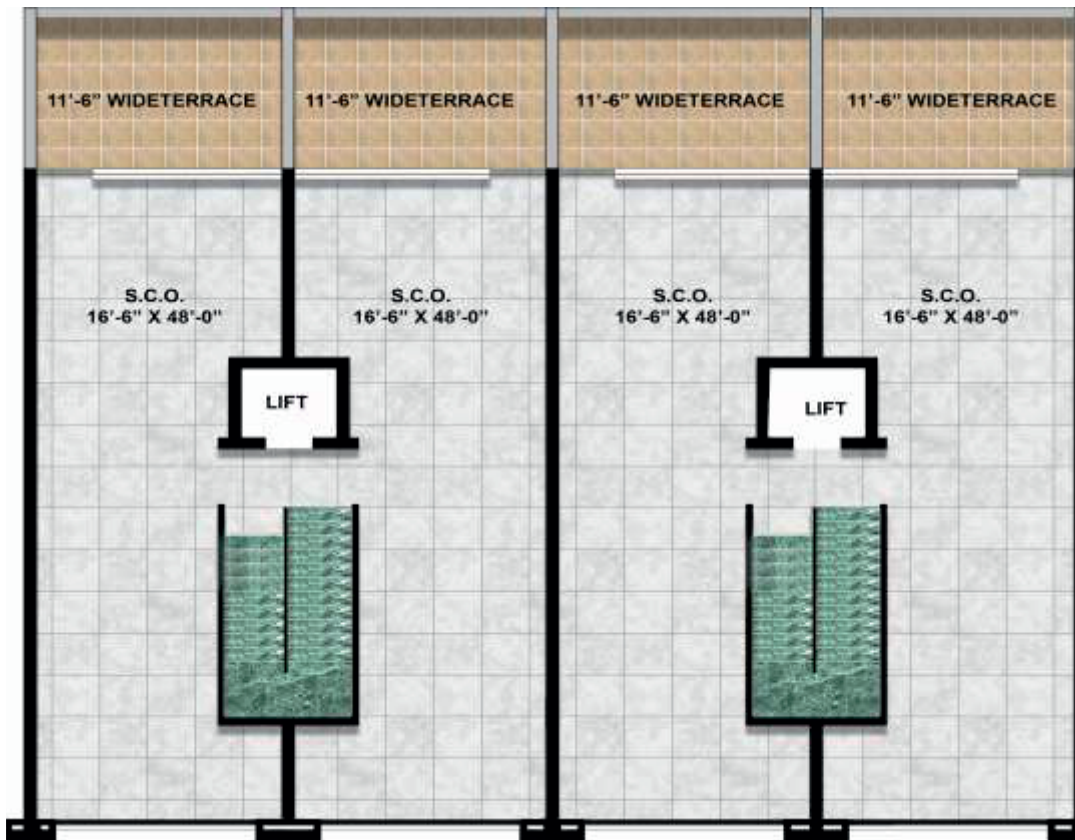 11'-6" WIDETERRACE
11'-6" WIDETERRACE
11'-6" WIDETERRACE
11'-6" WIDETERRACE
S.C.O.
16'-6" X 48'-0"
S.C.O.
16'-6" X 48'-0"
S.C.O.
16'-6" X 48'-0"
S.C.O.
16'-6" X 48'-0"
LIFT
LIFT